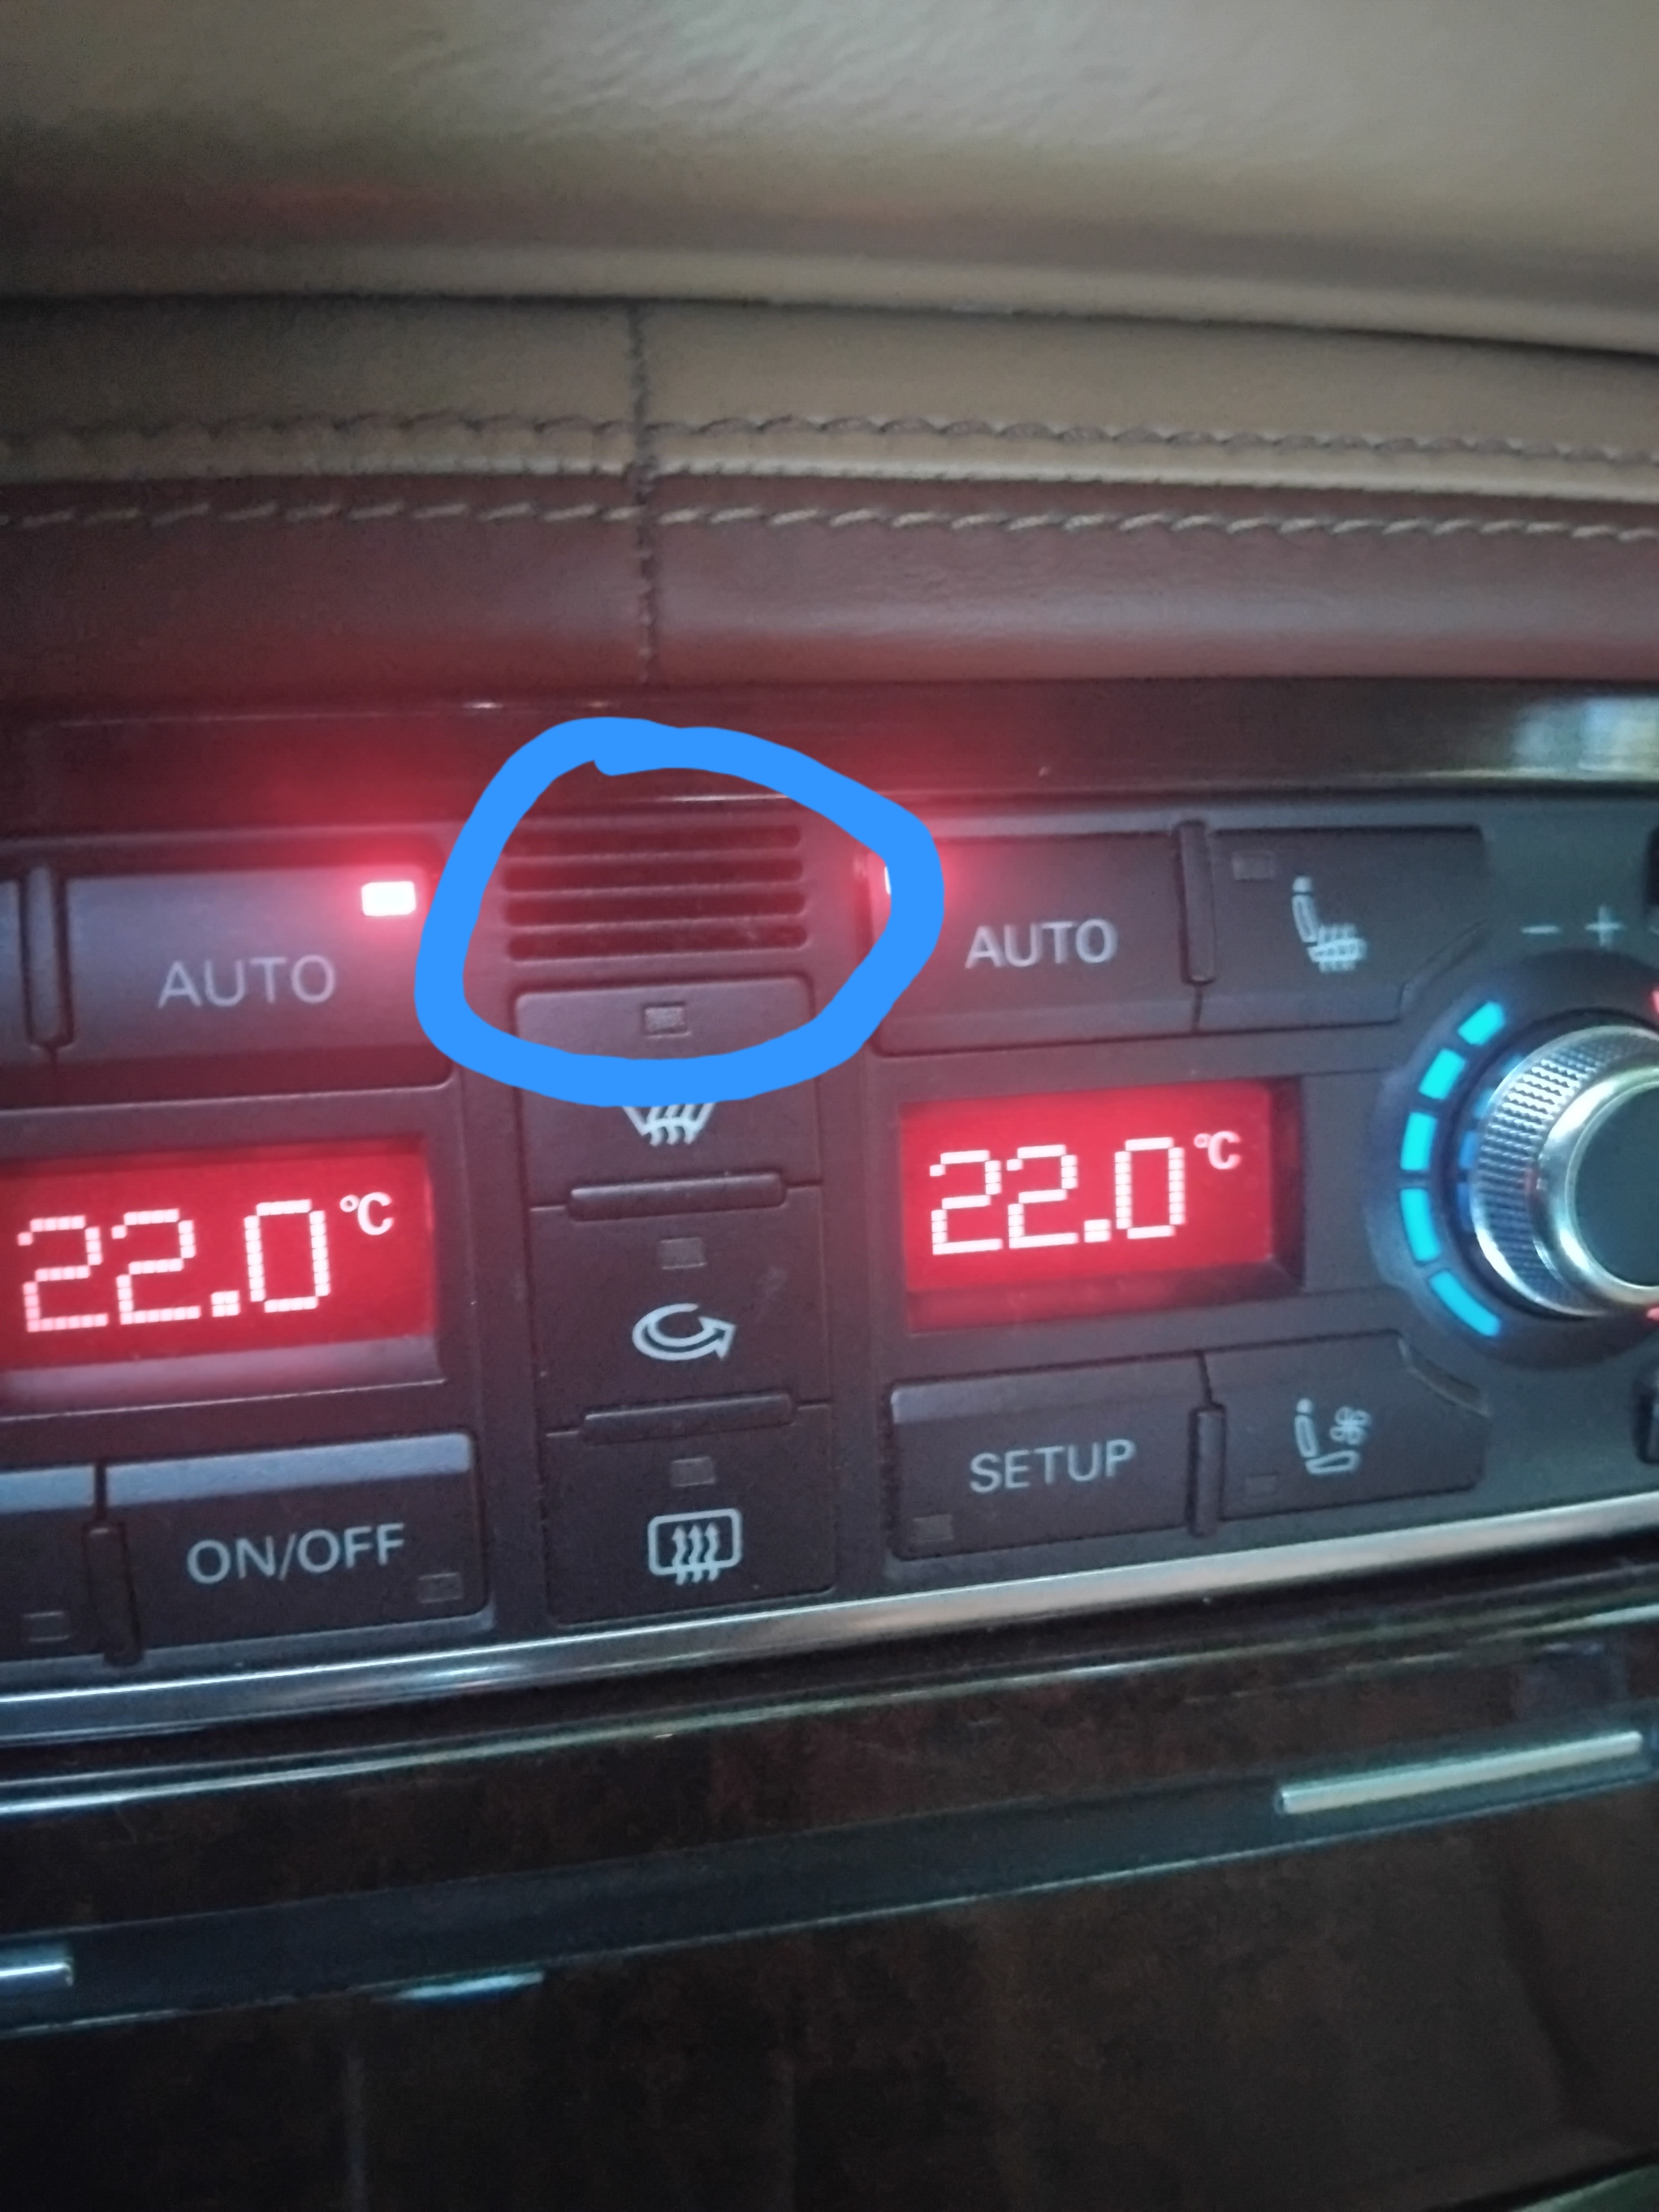 AUTO
AUTO
- +
22.0 °C
22.0 °C
SETUP
ON/OFF